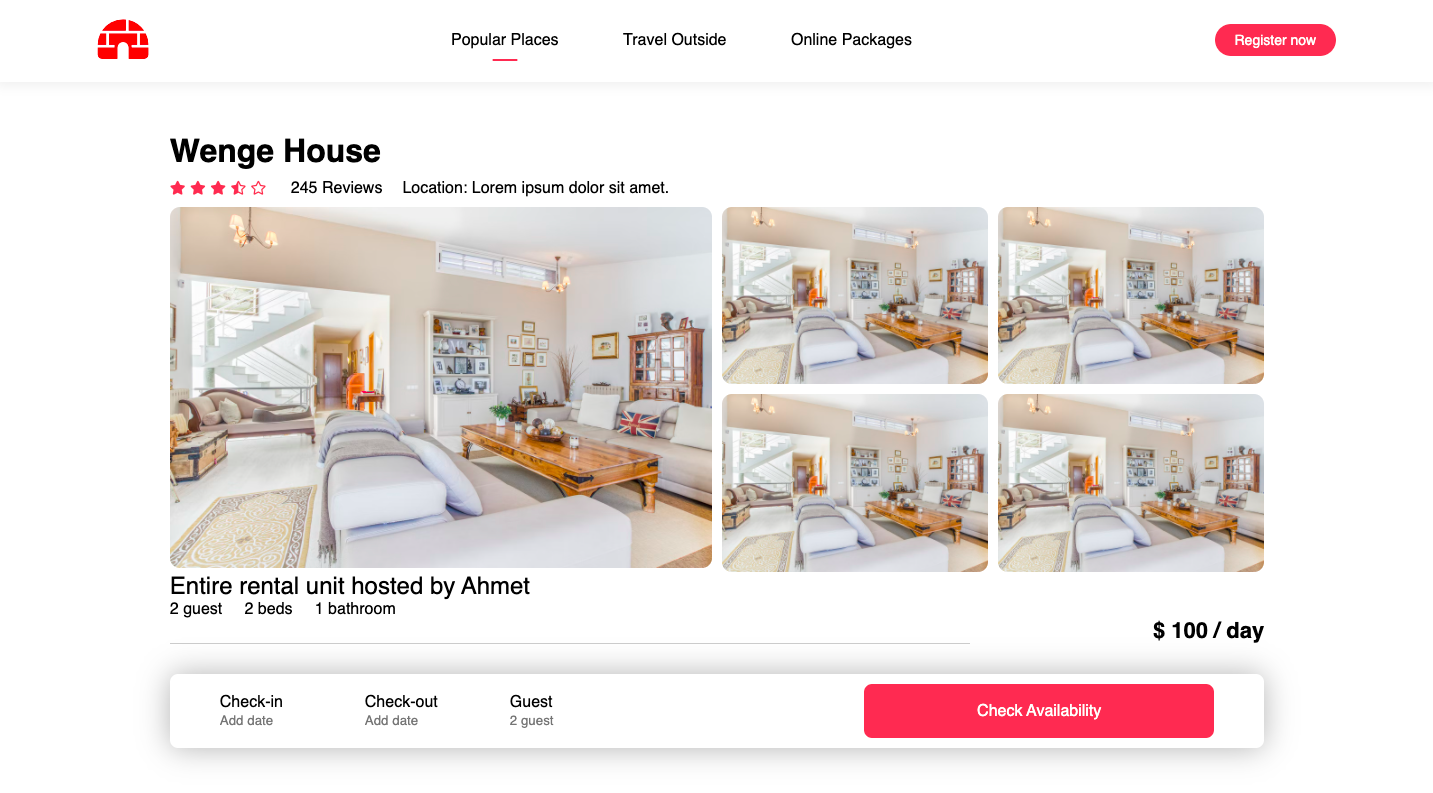 Popular Places Travel Outside Online Packages Register now
Wenge House
245 Reviews Location: Lorem ipsum dolor sit amet.
Entire rental unit hosted by Ahmet
2 guest 2 beds 1 bathroom
$ 100 / day
Check-in Check-out Guest
Add date Add date 2 guest
Check Availability